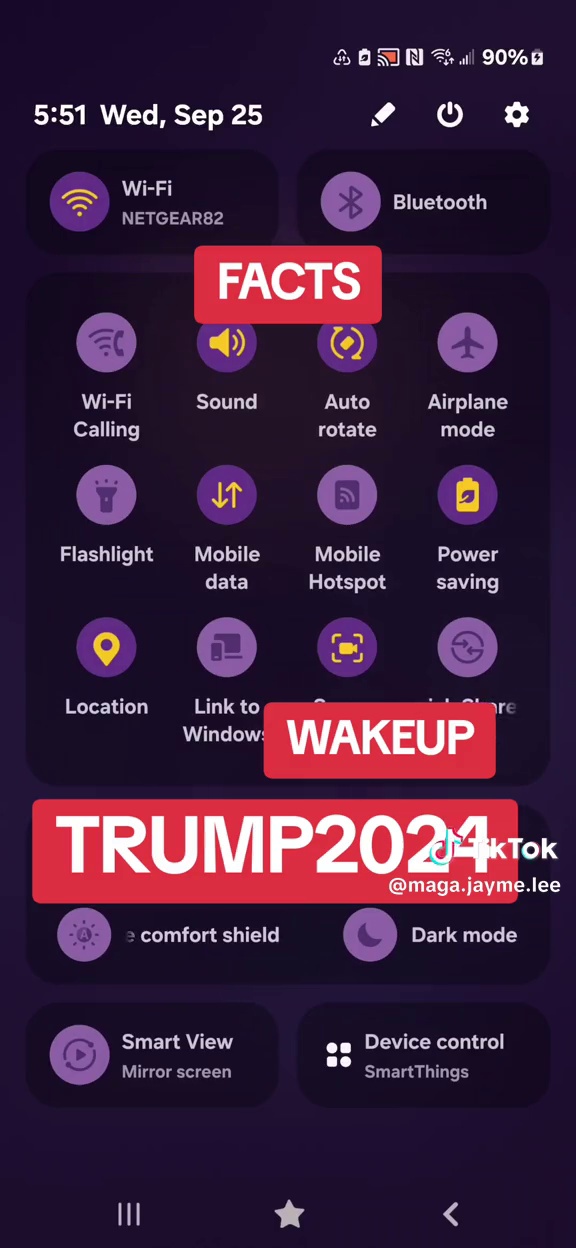 90%
5:51 Wed, Sep 25
Wi-Fi
NETGEAR82
Bluetooth
FACTS
Wi-Fi
Calling
Sound
Auto
rotate
Airplane
mode
Flashlight
Mobile
data
Mobile
Hotspot
Power
saving
Location
Link to
Windows
WAKEUP
TRUMP2024
TikTok
@maga.jayme.lee
e comfort shield
Dark mode
Smart View
Mirror screen
Device control
SmartThings